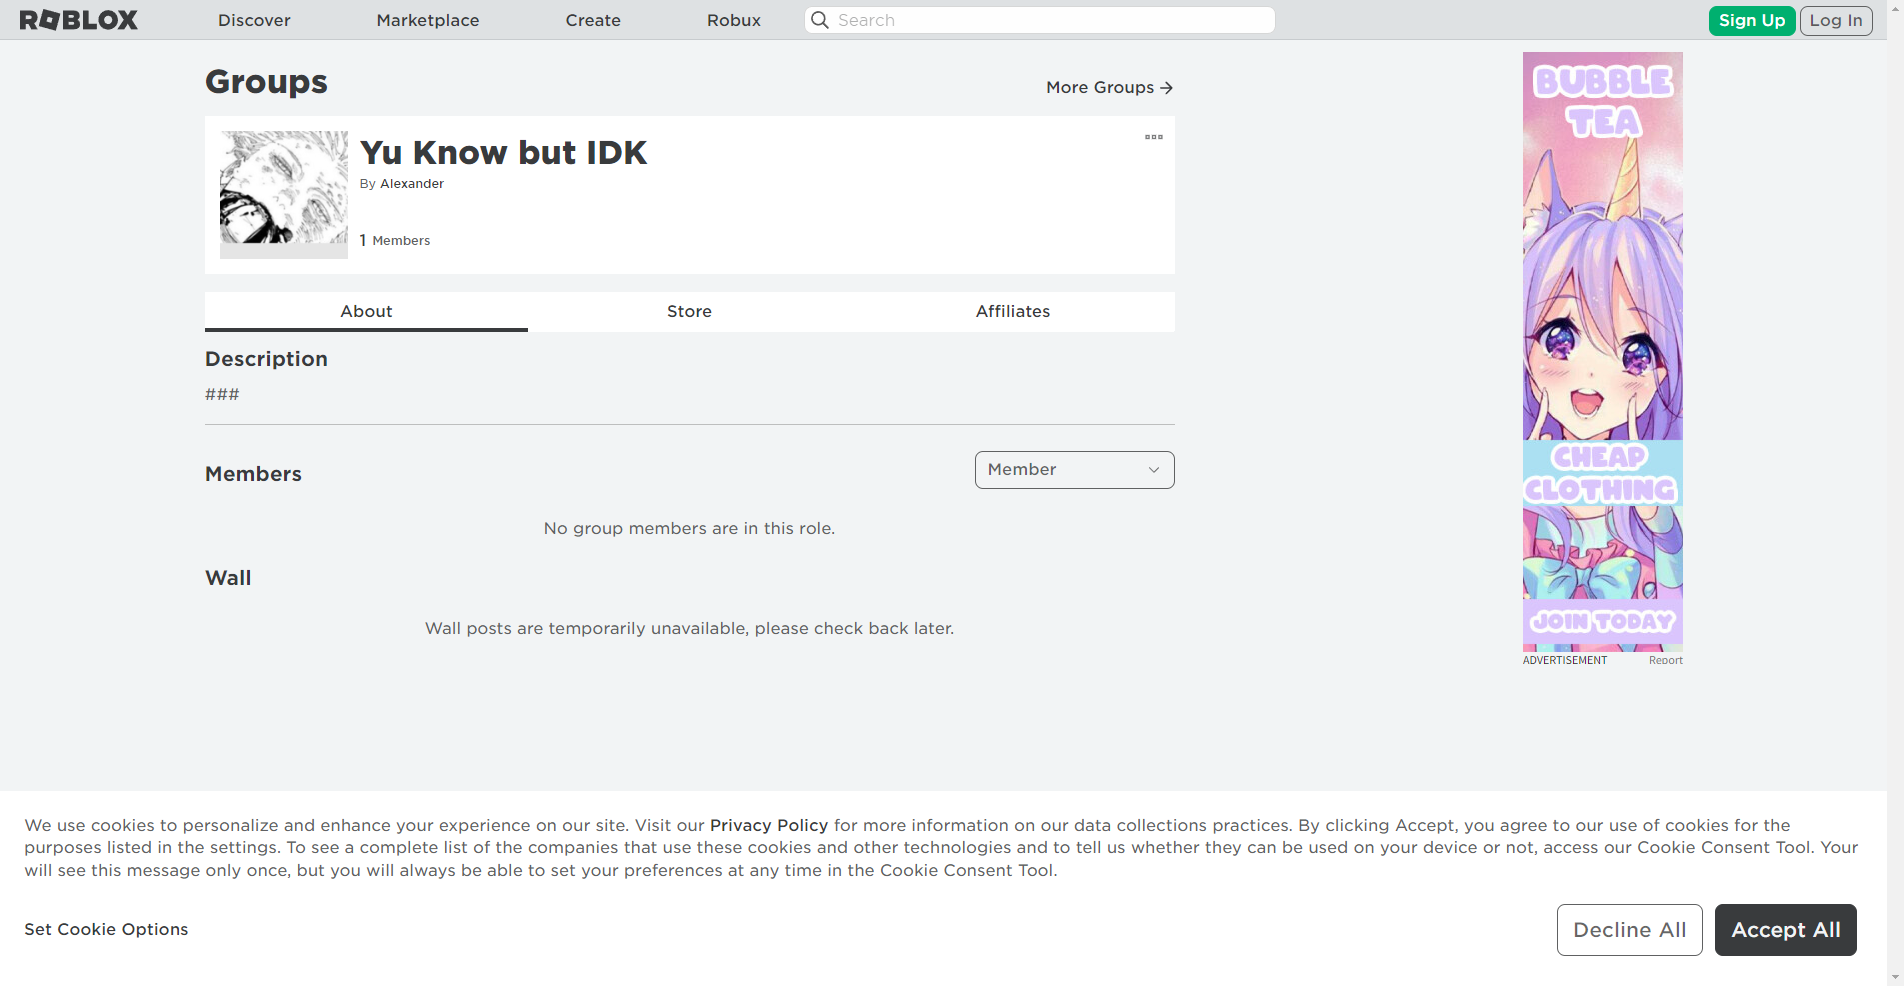 ROBLOX Discover Marketplace Create Robux Search Sign Up Log In
Groups
More Groups
Yu Know but IDK
By Alexander
1 Members
About Store Affiliates
Description
###
Members
Member
No group members are in this role.
Wall
Wall posts are temporarily unavailable, please check back later.
BUBBLE
TEA
CHEAP
CLOTHING
JOIN TODAY
ADVERTISEMENT Report
We use cookies to personalize and enhance your experience on our site. Visit our Privacy Policy for more information on our data collections practices. By clicking Accept, you agree to our use of cookies for the
purposes listed in the settings. To see a complete list of the companies that use these cookies and other technologies and to tell us whether they can be used on your device or not, access our Cookie Consent Tool. Your
will see this message only once, but you will always be able to set your preferences at any time in the Cookie Consent Tool.
Set Cookie Options
Decline All
Accept All